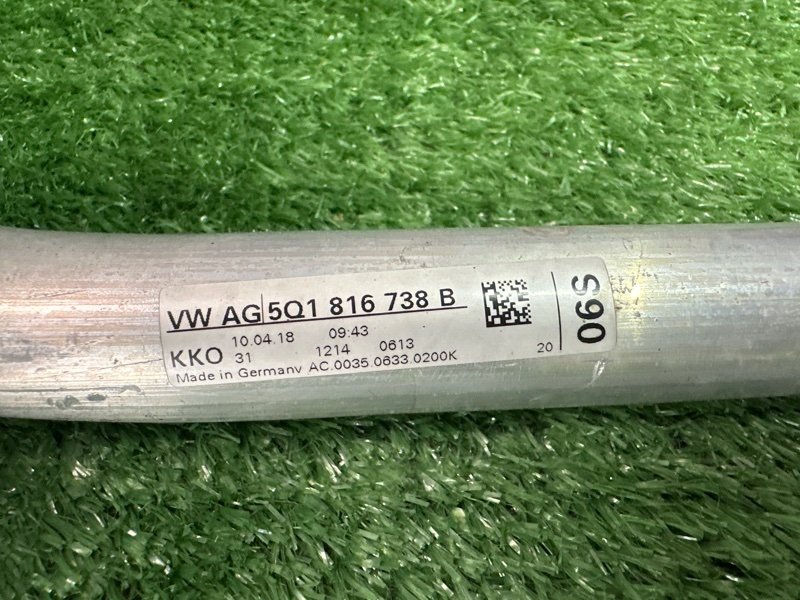 VW AG 5Q1 816 738 B
10.04.18 09:43
KKO 31 1214 0613
Made in Germany AC.0035.0633.0200K 20
S90